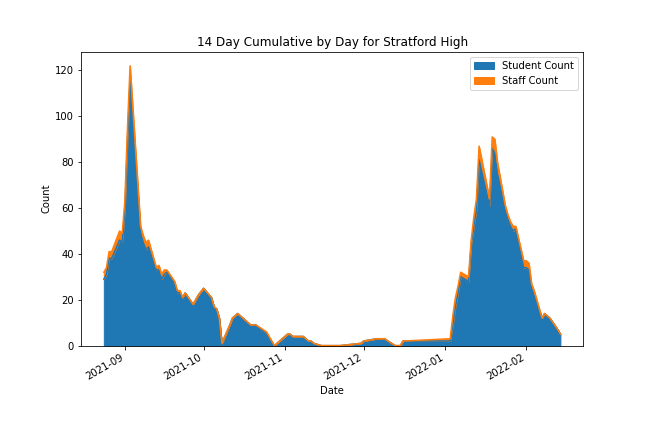 14 Day Cumulative by Day for Stratford High
Student Count
Staff Count
120
100
80
60
40
20
0
Count
2021-09
2021-10
2021-11
2021-12
2022-01
2022-02
Date